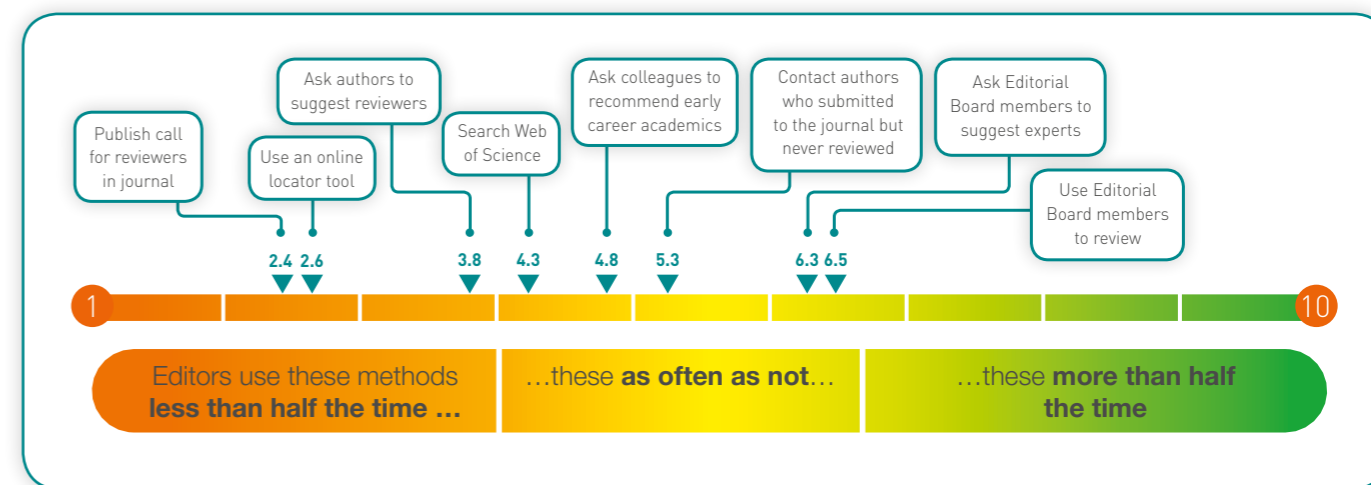 Publish call
for reviewers
in journal
Use an online
locator tool
Ask authors to
suggest reviewers
Search Web
of Science
Ask colleagues to
recommend early
career academics
Contact authors
who submitted
to the journal but
never reviewed
Ask Editorial
Board members to
suggest experts
Use Editorial
Board members
to review
2.4 2.6 3.8 4.3 4.8 5.3 6.3 6.5
1 10
Editors use these methods
less than half the time ...
...these as often as not...
...these more than half
the time